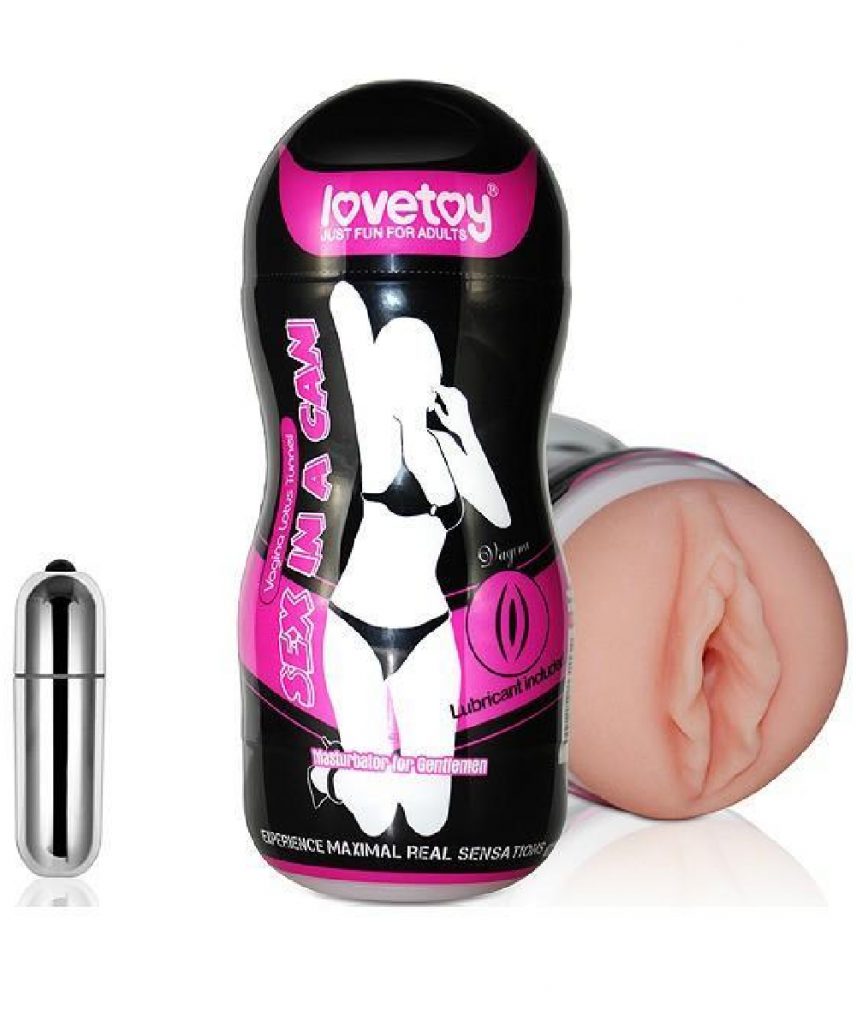 lovetoy®
JUST FUN FOR ADULTS
SEX IN A CAN
Vagina Lotus Tunnel
Vagina
Lubricant include
Masturbator for Gentlemen
EXPERIENCE MAXIMAL REAL SENSATIONS